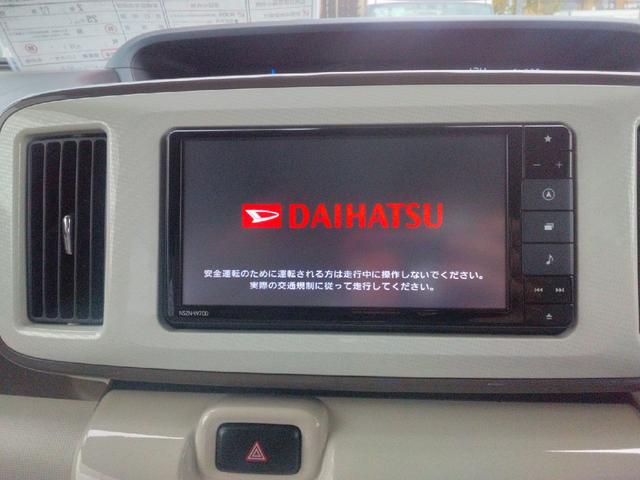 DAIHATSU
安全運転のために運転される方は走行中に操作しないでください。
実際の交通規制に従って走行してください。
NSZN-W70D